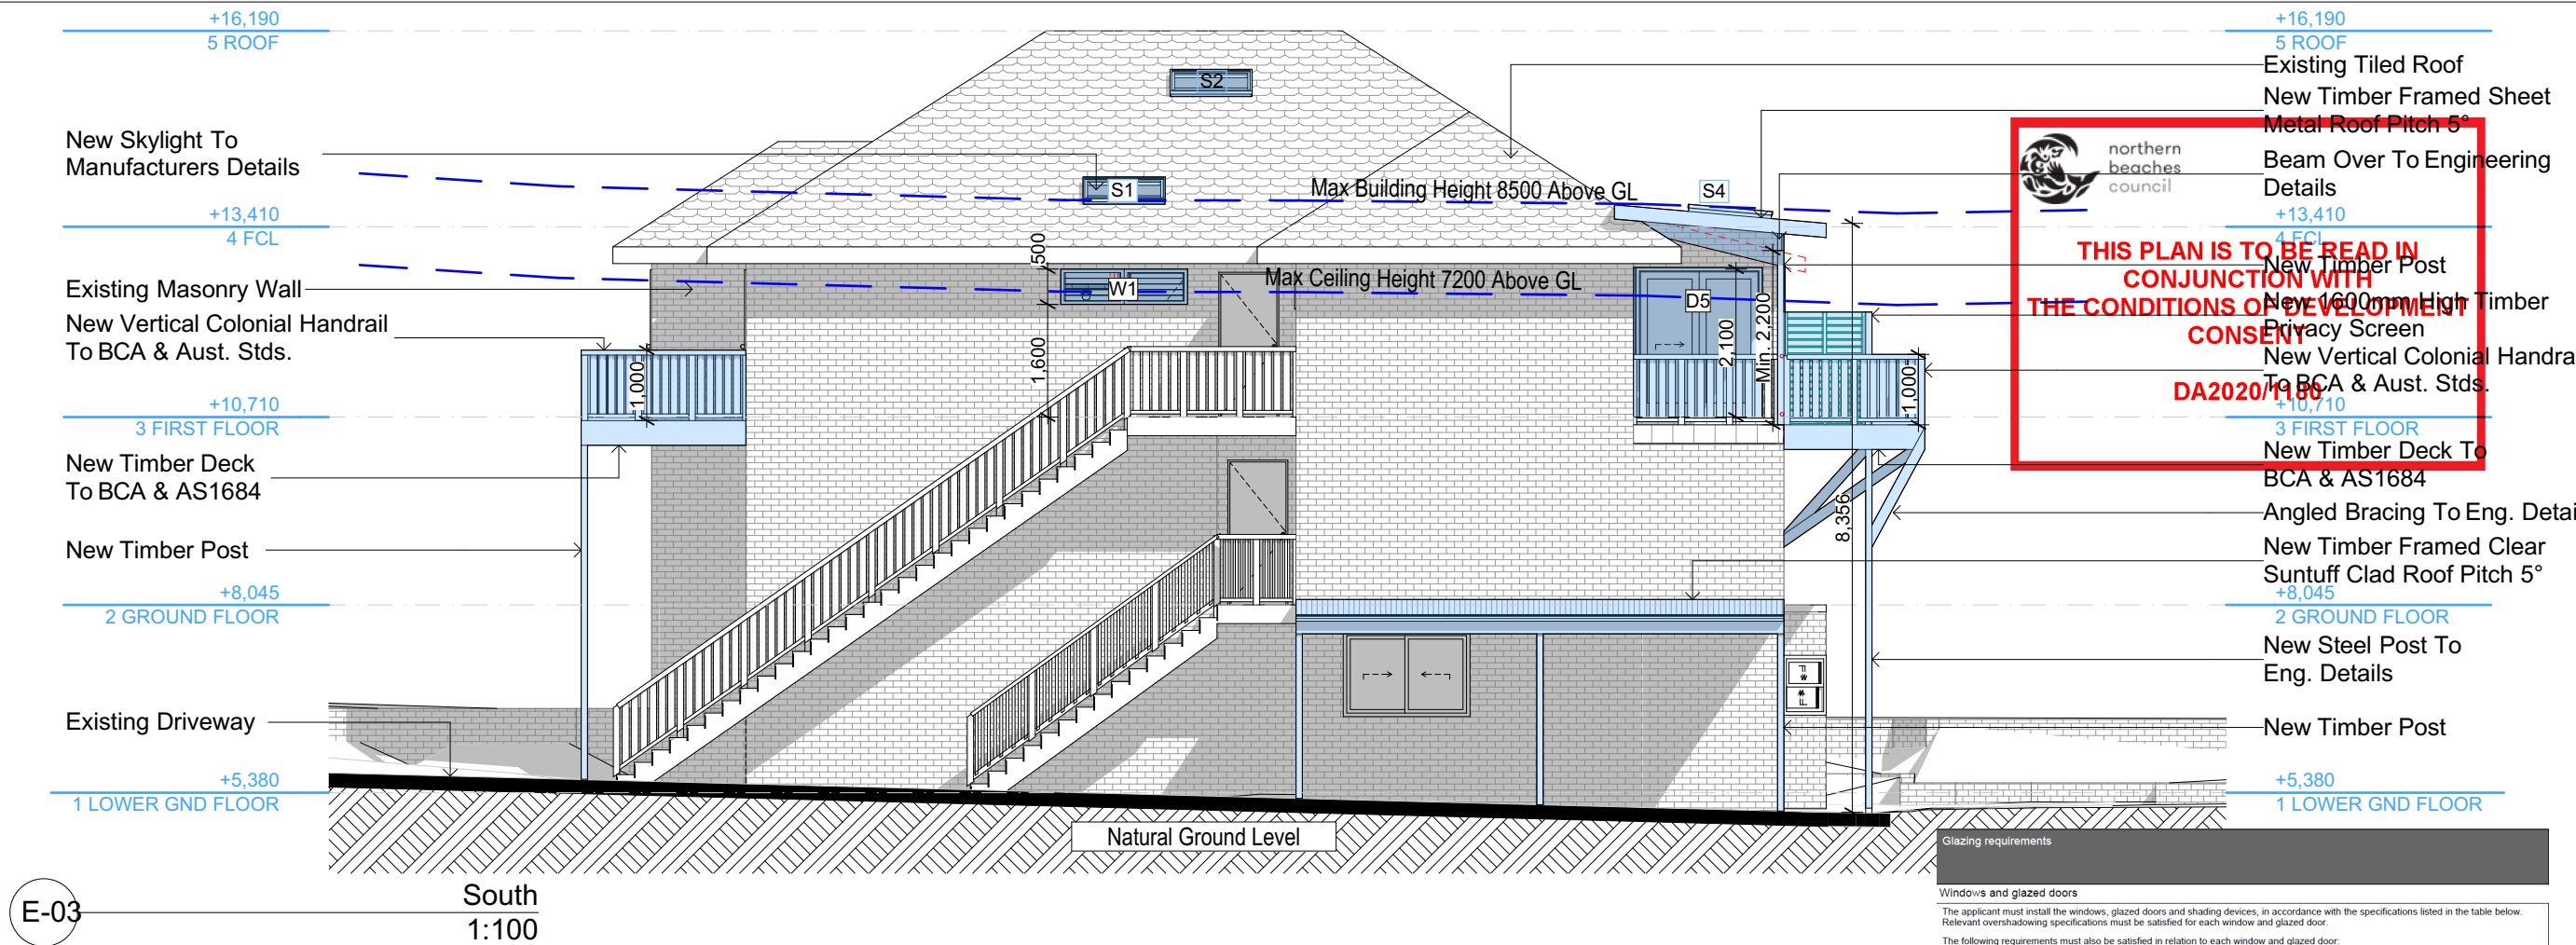 +16,190
5 ROOF
New Skylight To
Manufacturers Details
+13,410
4 FCL
Existing Masonry Wall
New Vertical Colonial Handrail
To BCA & Aust. Stds.
+10,710
3 FIRST FLOOR
New Timber Deck
To BCA & AS1684
New Timber Post
+8,045
2 GROUND FLOOR
Existing Driveway
+5,380
1 LOWER GND FLOOR
S2
S1
Max Building Height 8500 Above GL
S4
500
W1
Max Ceiling Height 7200 Above GL
D5
1,000
1,600
2,100
Min. 2,200
1,000
8,356
Natural Ground Level
+16,190
5 ROOF
Existing Tiled Roof
New Timber Framed Sheet
Metal Roof Pitch 5°
Beam Over To Engineering
Details
+13,410
4 FCL
New Timber Post
New 1600mm High Timber
Privacy Screen
New Vertical Colonial Handra
To BCA & Aust. Stds.
+10,710
3 FIRST FLOOR
New Timber Deck To
BCA & AS1684
Angled Bracing To Eng. Detai
New Timber Framed Clear
Suntuff Clad Roof Pitch 5°
+8,045
2 GROUND FLOOR
New Steel Post To
Eng. Details
New Timber Post
+5,380
1 LOWER GND FLOOR
northern
beaches
council
THIS PLAN IS TO BE READ IN
CONJUNCTION WITH
THE CONDITIONS OF DEVELOPMENT
CONSENT
DA2020/1180
E-03
South
1:100
Glazing requirements
Windows and glazed doors
The applicant must install the windows, glazed doors and shading devices, in accordance with the specifications listed in the table below.
Relevant overshadowing specifications must be satisfied for each window and glazed door.
The following requirements must also be satisfied in relation to each window and glazed door: